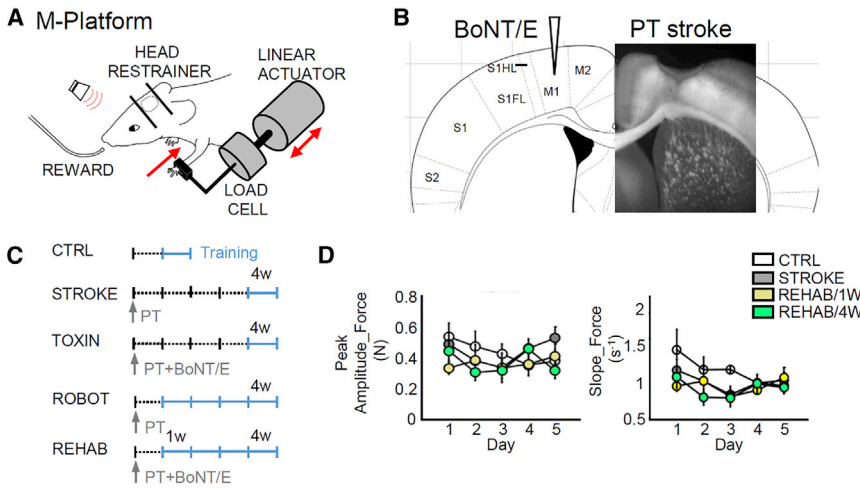 A M-Platform
HEAD
RESTRAINER
LINEAR
ACTUATOR
REWARD
LOAD
CELL
B BoNT/E PT stroke
S1HL
M2
M1
S1FL
S1
S2
C
CTRL Training
4w
STROKE
PT
4w
TOXIN
PT+BoNT/E
4w
ROBOT
PT
1w 4w
REHAB
PT+BoNT/E
D
CTRL
STROKE
REHAB/1W
REHAB/4W
Peak
Amplitude_Force
(N)
0.8
0.6
0.4
0.2
0
1 2 3 4 5
Day
Slope_Force
(s-1)
2
1.5
1
0.5
1 2 3 4 5
Day